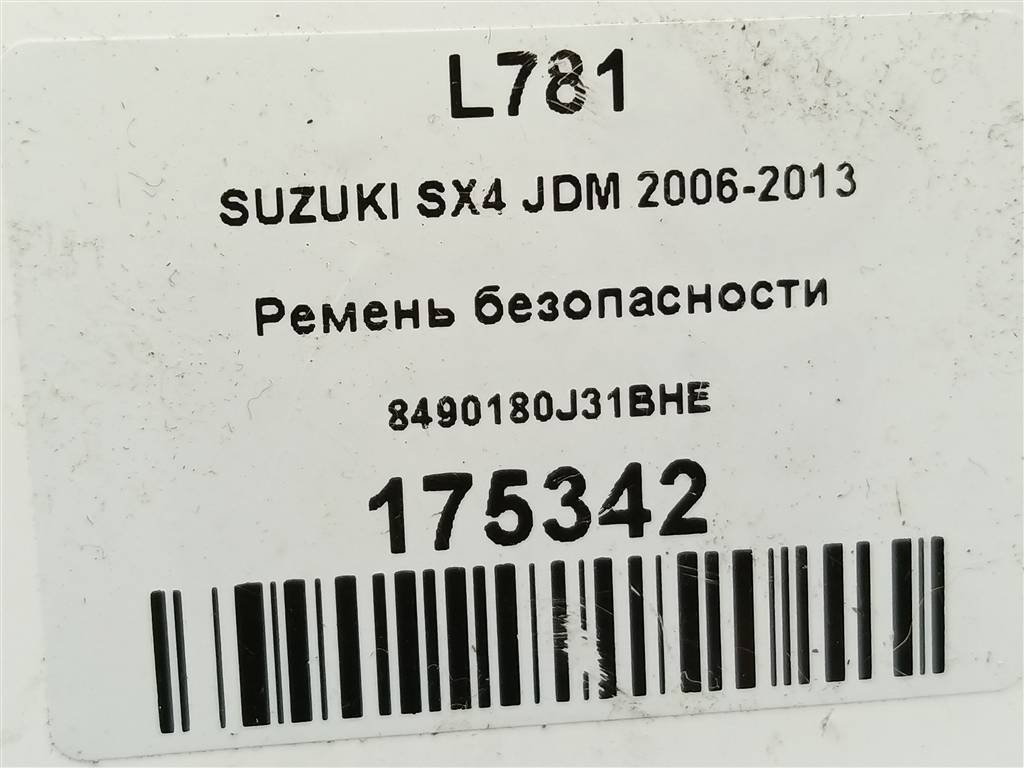 L781
SUZUKI SX4 JDM 2006-2013
Ремень безопасности
8490180J31BHE
175342